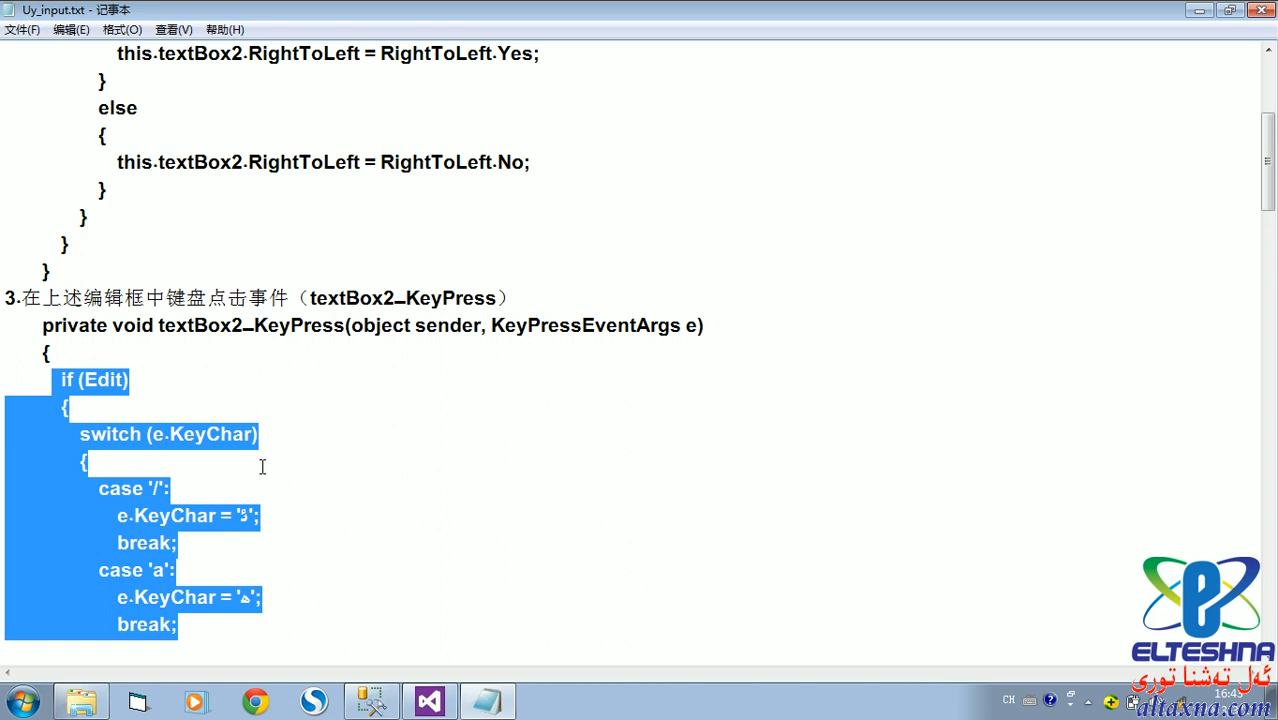 Uy_input.txt - 记事本
文件(F) 编辑(E) 格式(O) 查看(V) 帮助(H)
this.textBox2.RightToLeft = RightToLeft.Yes;
}
else
{
this.textBox2.RightToLeft = RightToLeft.No;
}
}
}
}
3.在上述编辑框中键盘点击事件（textBox2_KeyPress）
private void textBox2_KeyPress(object sender, KeyPressEventArgs e)
{
if (Edit)
{
switch (e.KeyChar)
{
case '/':
e.KeyChar = 'ئ';
break;
case 'a':
e.KeyChar = 'ھ';
break;
ELTESHNA
ئەل تەشنا تورى
altaxna.com
CH
16:45